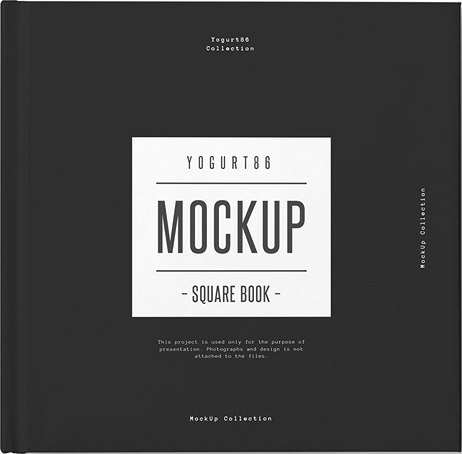 Yogurt86
Collection
YOGURT86
MOCKUP
– SQUARE BOOK –
MockUp Collection
This project is used only for the purpose of
presentation. Photographs and design is not
attached to the files.
MockUp Collection